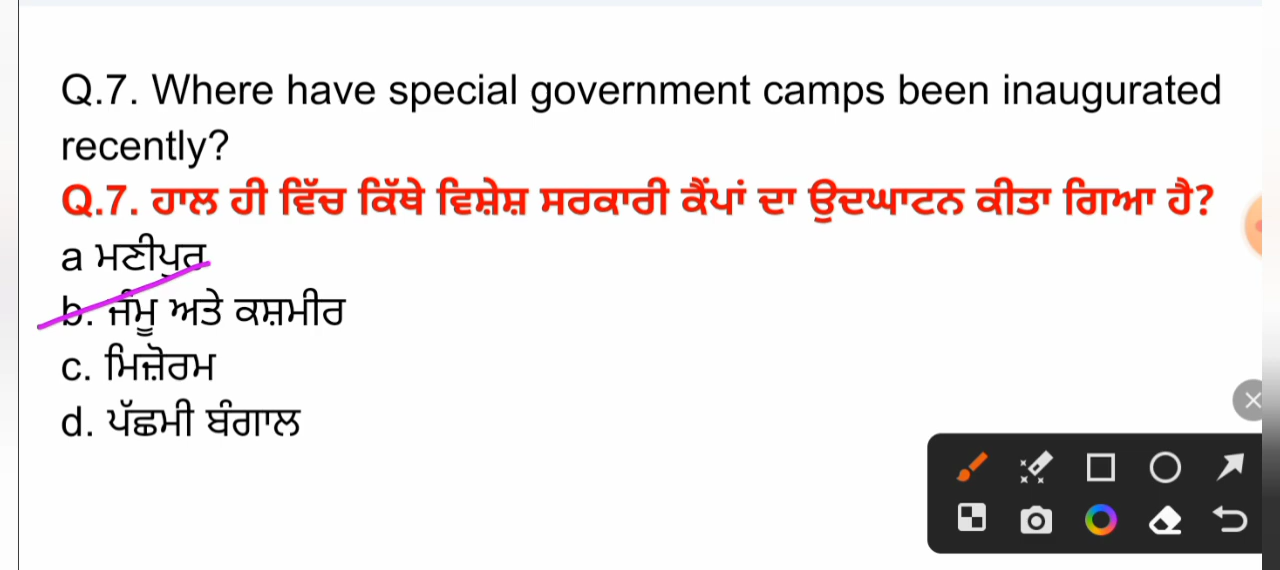 Q.7. Where have special government camps been inaugurated
recently?
Q.7. ਹਾਲ ਹੀ ਵਿੱਚ ਕਿੱਥੇ ਵਿਸ਼ੇਸ਼ ਸਰਕਾਰੀ ਕੈਂਪਾਂ ਦਾ ਉਦਘਾਟਨ ਕੀਤਾ ਗਿਆ ਹੈ?
a ਮਣੀਪੁਰ
b. ਜੰਮੂ ਅਤੇ ਕਸ਼ਮੀਰ
c. ਮਿਜ਼ੋਰਮ
d. ਪੱਛਮੀ ਬੰਗਾਲ